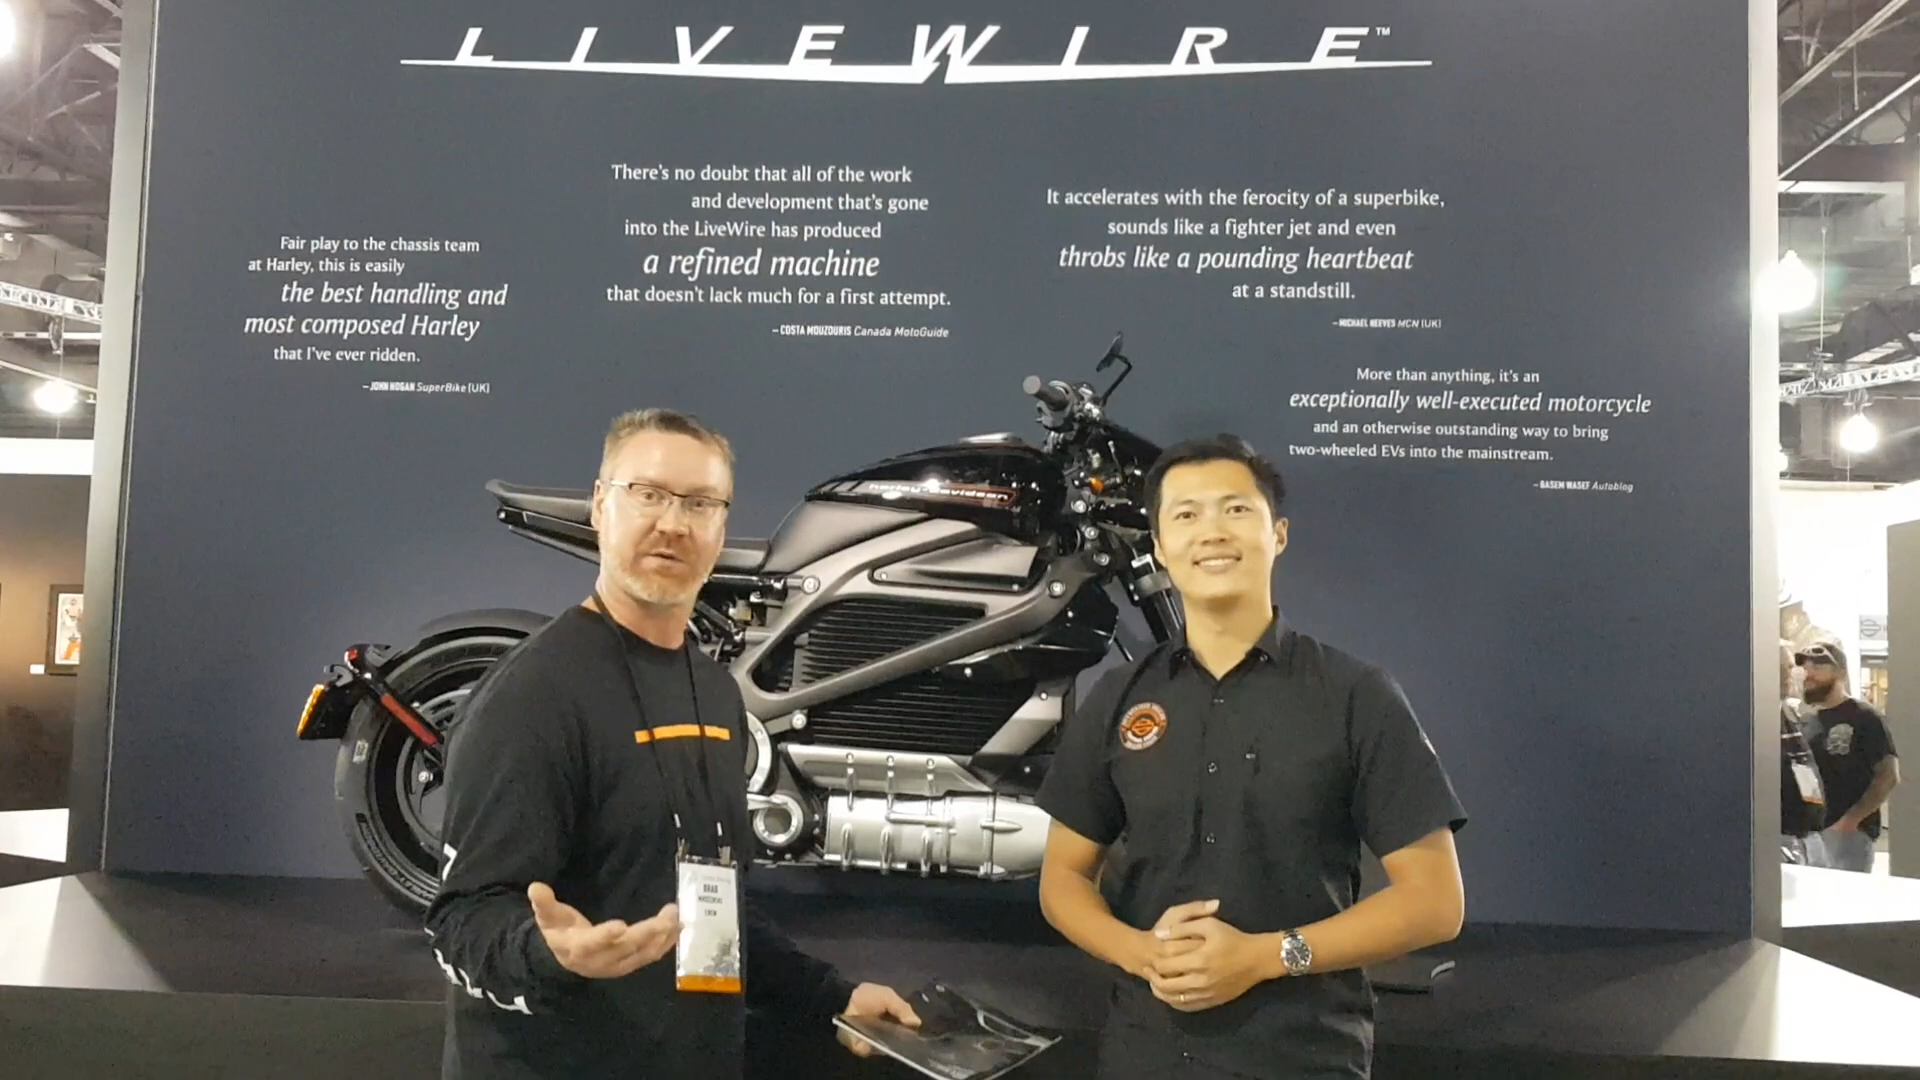 LIVEWIRE™
Fair play to the chassis team
at Harley, this is easily
the best handling and
most composed Harley
that I've ever ridden.
– JOHN HOGAN SuperBike (UK)
There's no doubt that all of the work
and development that's gone
into the LiveWire has produced
a refined machine
that doesn't lack much for a first attempt.
– COSTA MOUZOURIS Canada MotoGuide
It accelerates with the ferocity of a superbike,
sounds like a fighter jet and even
throbs like a pounding heartbeat
at a standstill.
– MICHAEL NEEVES MCN (UK)
More than anything, it's an
exceptionally well-executed motorcycle
and an otherwise outstanding way to bring
two-wheeled EVs into the mainstream.
– BASEM WASEF Autoblog
harley-davidson
BRAD